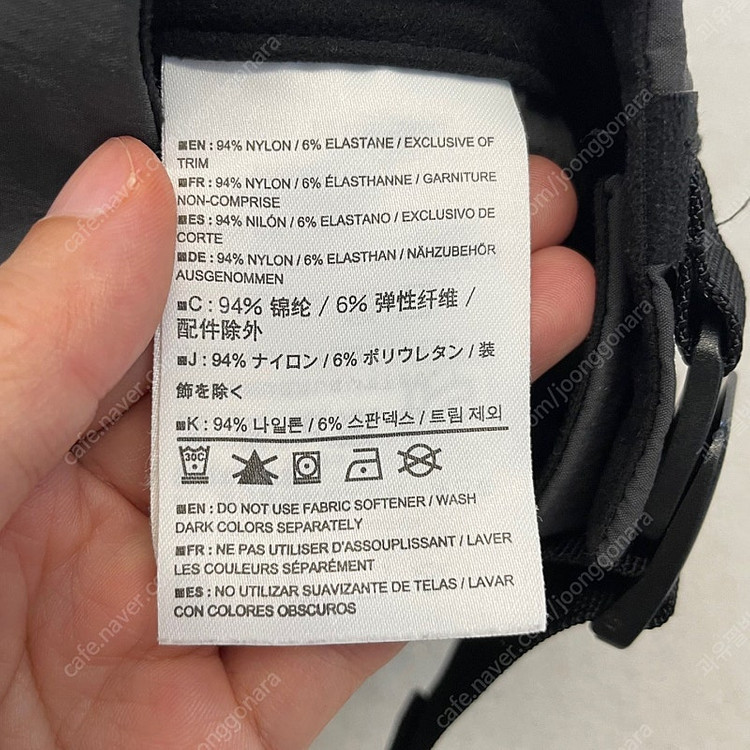 EN : 94% NYLON / 6% ELASTANE / EXCLUSIVE OF
TRIM
FR : 94% NYLON / 6% ÉLASTHANNE / GARNITURE
NON-COMPRISE
ES : 94% NILÓN / 6% ELASTANO / EXCLUSIVO DE
CORTE
DE : 94% NYLON / 6% ELASTHAN / NÄHZUBEHÖR
AUSGENOMMEN
C : 94% 锦纶 / 6% 弹性纤维 /
配件除外
J : 94% ナイロン / 6% ポリウレタン / 装
飾を除く
K : 94% 나일론 / 6% 스판덱스 / 트림 제외
30C
EN : DO NOT USE FABRIC SOFTENER / WASH
DARK COLORS SEPARATELY
FR : NE PAS UTILISER D'ASSOUPLISSANT / LAVER
LES COULEURS SÉPARÉMENT
ES : NO UTILIZAR SUAVIZANTE DE TELAS / LAVAR
CON COLORES OBSCUROS
cafe.naver.com/joonggonara